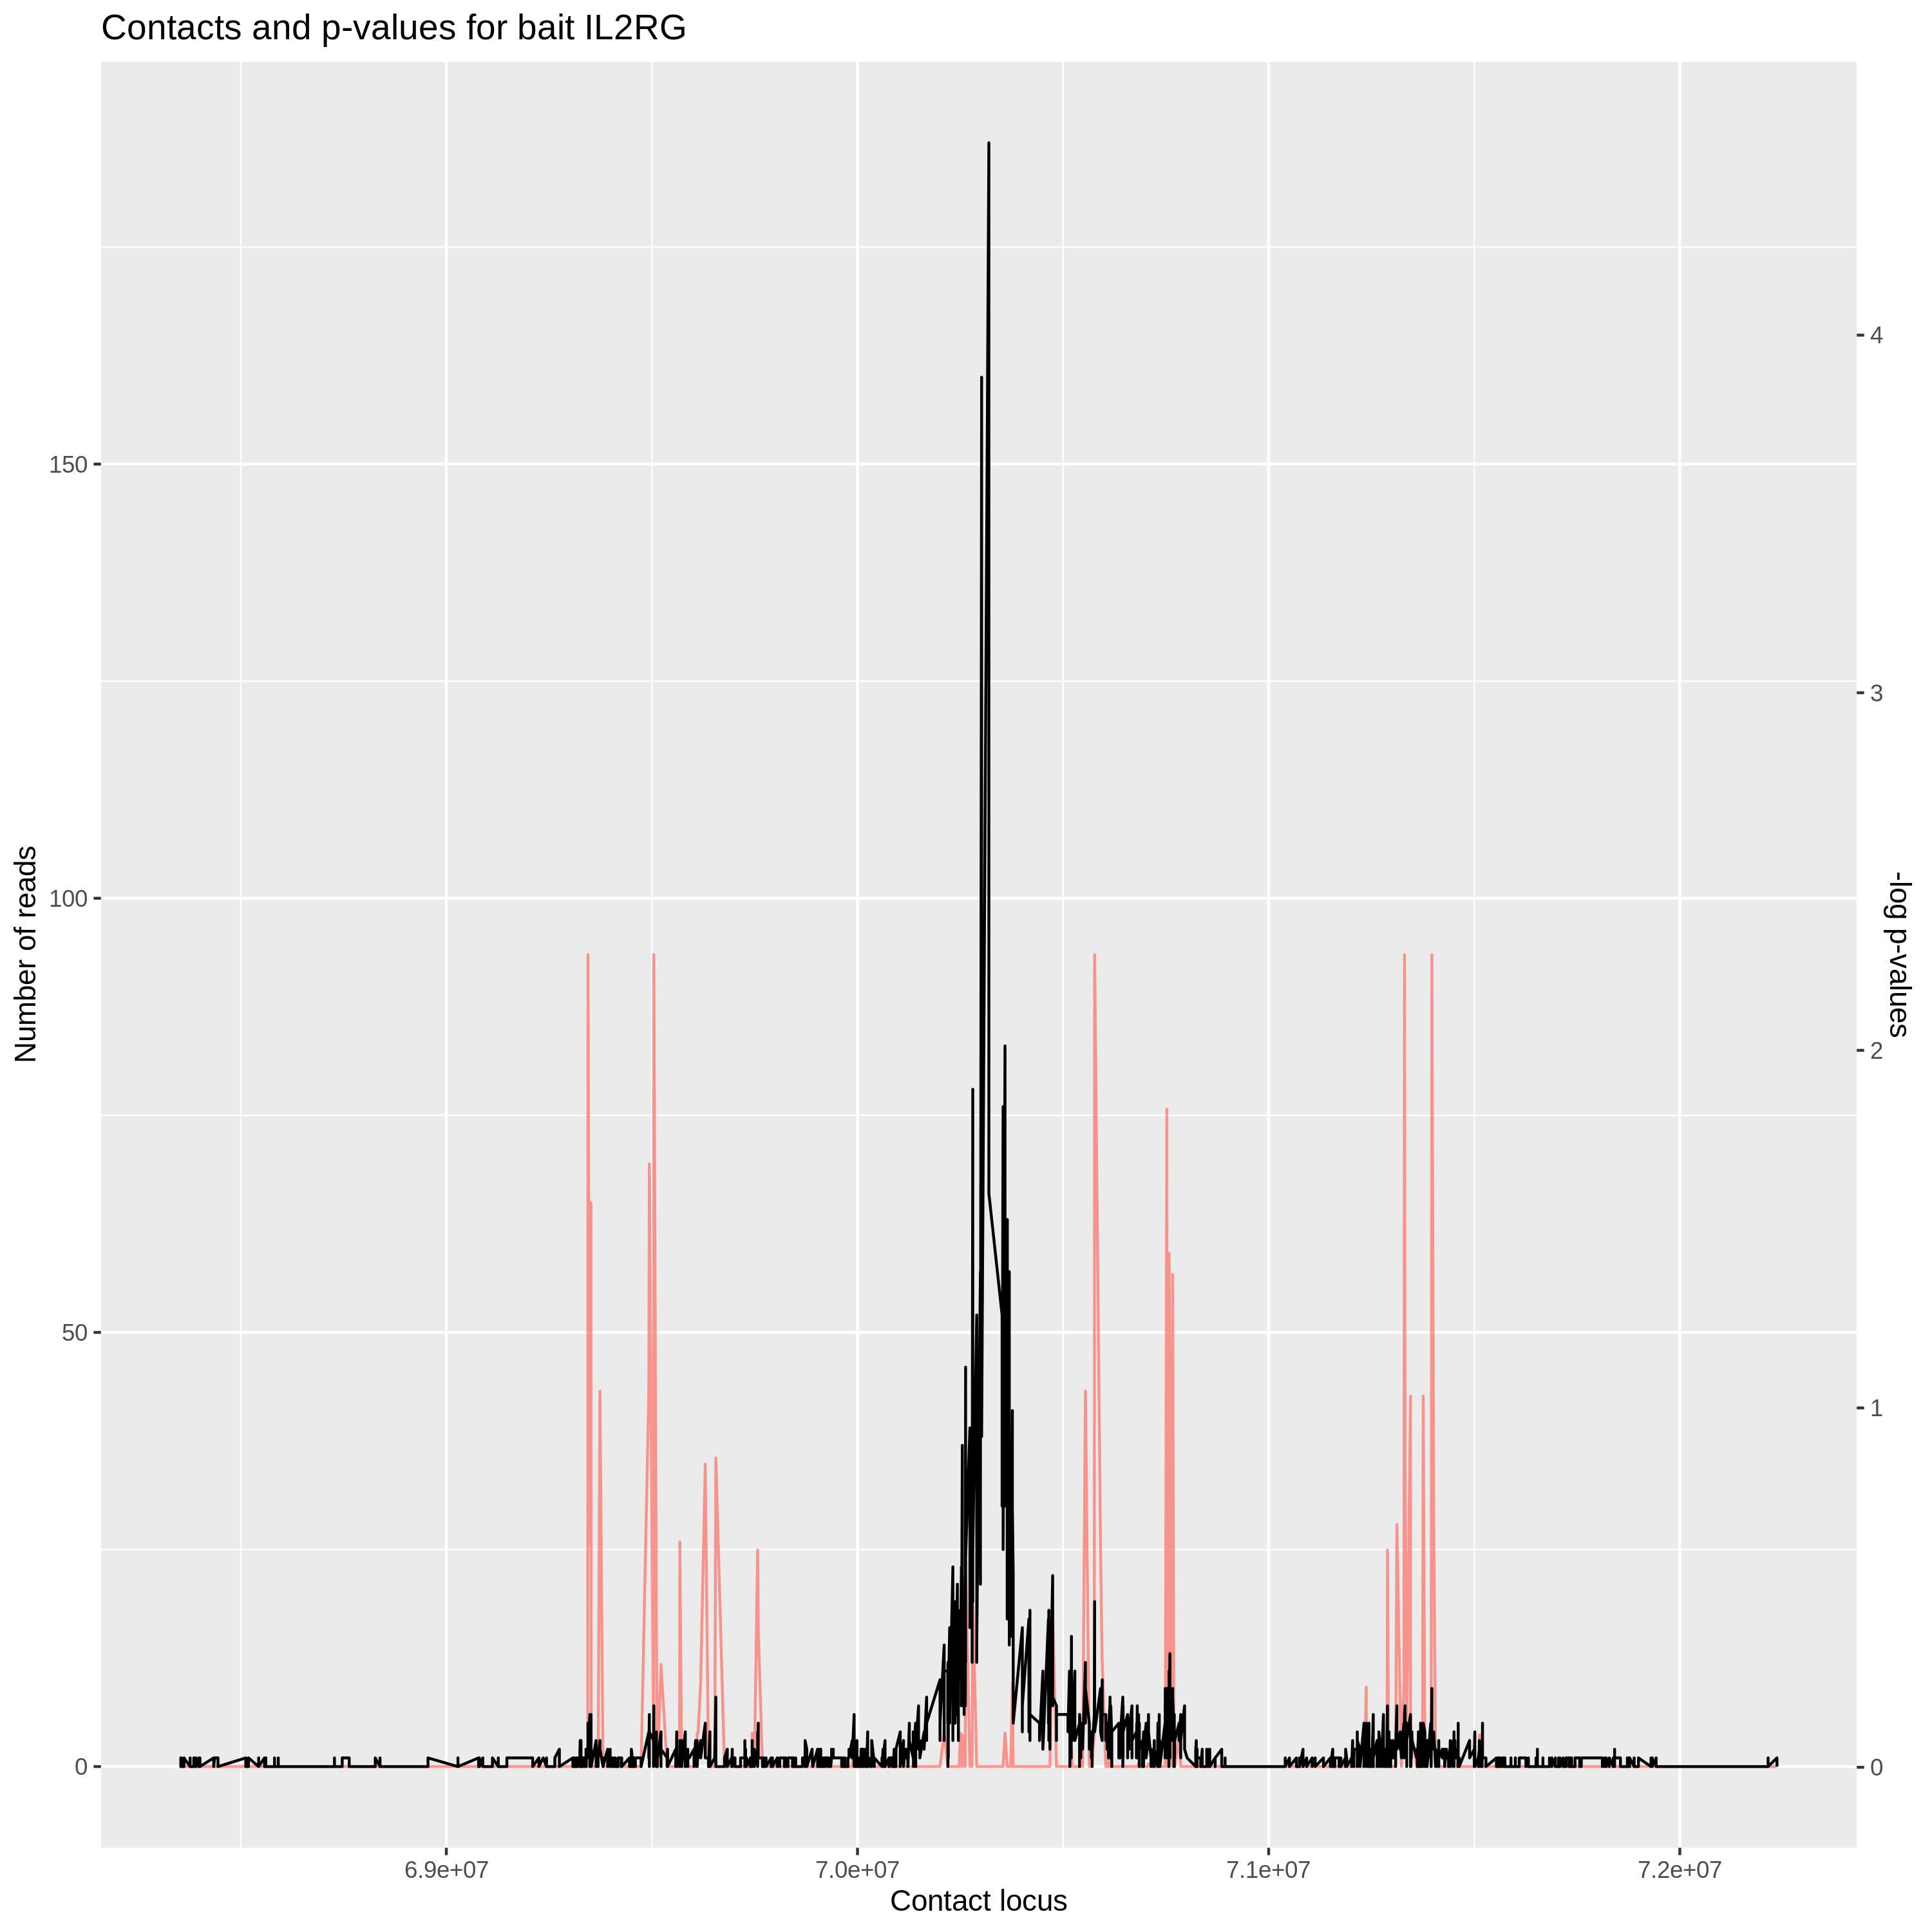 Contacts and p-values for bait IL2RG
Number of reads
150
100
50
0
4
3
2
1
0
-log p-values
6.9e+07
7.0e+07
7.1e+07
7.2e+07
Contact locus